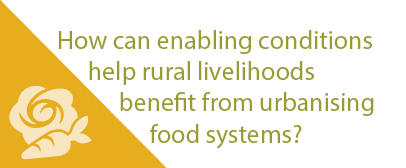 How can enabling conditions
help rural livelihoods
benefit from urbanising
food systems?